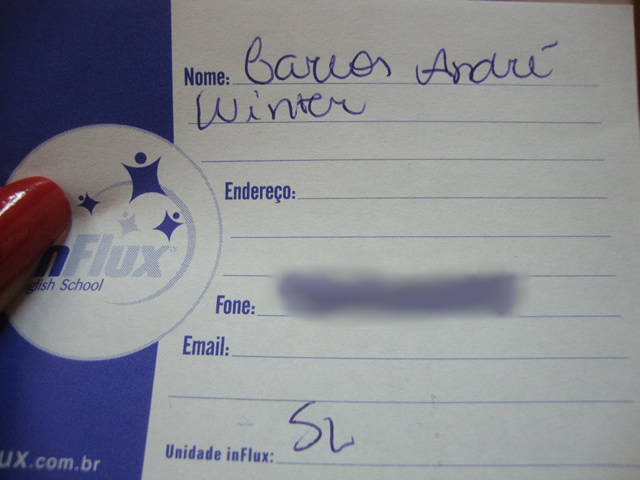 Nome: Carlos André
Winter
Endereço:
inFlux
English School
Fone:
Email:
Unidade inFlux: SL
ux.com.br